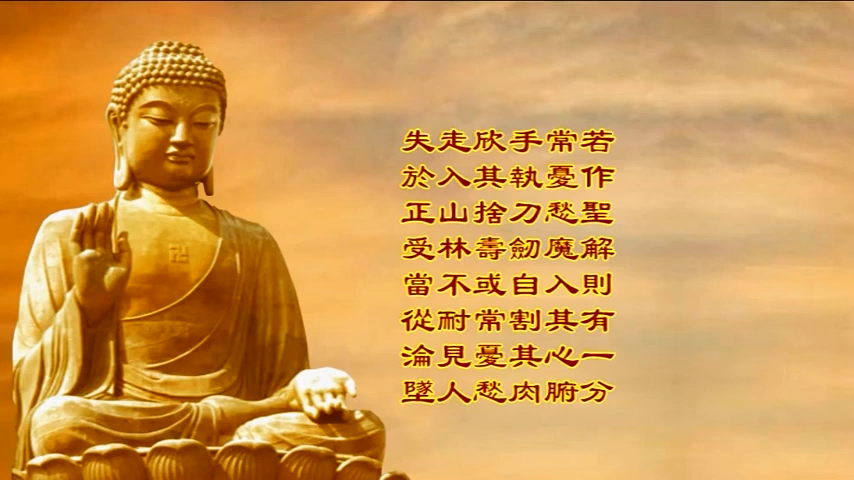 若作聖解則有一分
常憂愁魔入其心腑
手執刀劒自割其肉
欣其捨壽或常憂愁
走入山林不耐見人
失於正受當從淪墜